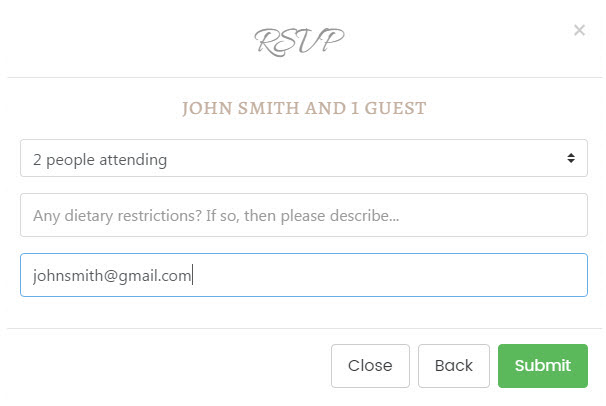 RSVP
×
JOHN SMITH AND 1 GUEST
2 people attending
Any dietary restrictions? If so, then please describe...
johnsmith@gmail.com
Close Back Submit